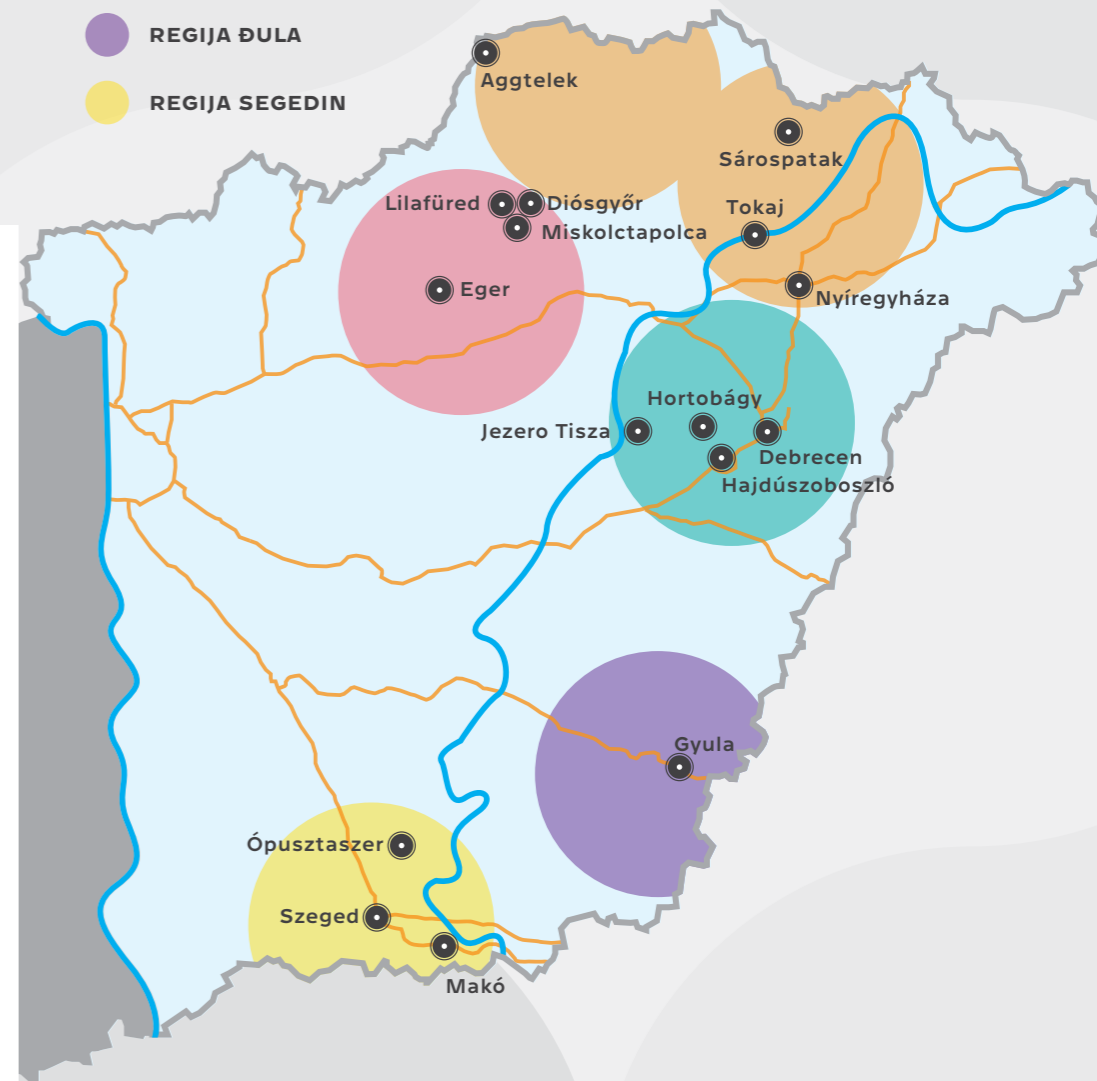 REGIJA ĐULA
REGIJA SEGEDIN
Aggtelek
Sárospatak
Lilafüred
Diósgyőr
Tokaj
Miskolctapolca
Eger
Nyíregyháza
Hortobágy
Jezero Tisza
Debrecen
Hajdúszoboszló
Gyula
Ópusztaszer
Szeged
Makó